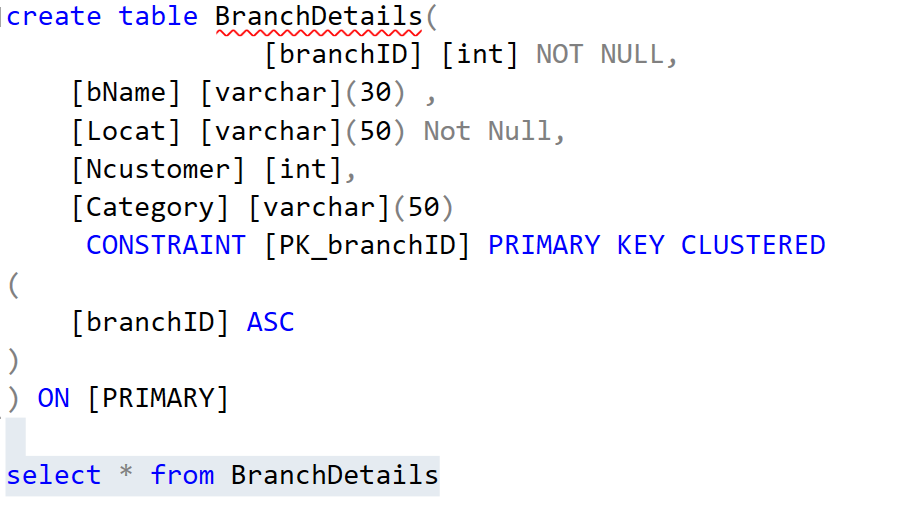 create table BranchDetails(
[branchID] [int] NOT NULL,
[bName] [varchar](30) ,
[Locat] [varchar](50) Not Null,
[Ncustomer] [int],
[Category] [varchar](50)
CONSTRAINT [PK_branchID] PRIMARY KEY CLUSTERED
(
[branchID] ASC
)
) ON [PRIMARY]
select * from BranchDetails